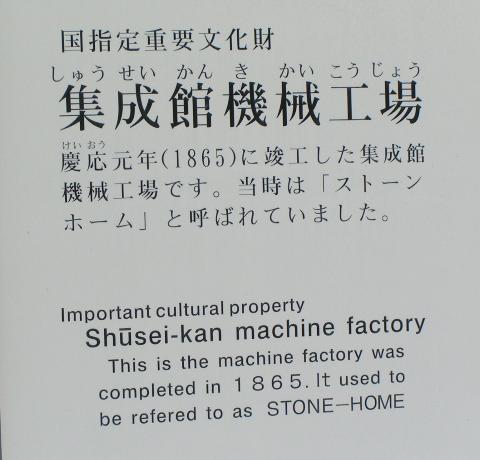 国指定重要文化財
しゅうせいかんきかいこうじょう
集成館機械工場
けいおう
慶応元年(1865)に竣工した集成館
機械工場です。当時は「ストーン
ホーム」と呼ばれていました。
Important cultural property
Shūsei-kan machine factory
This is the machine factory was
completed in 1865. It used to
be refered to as STONE-HOME